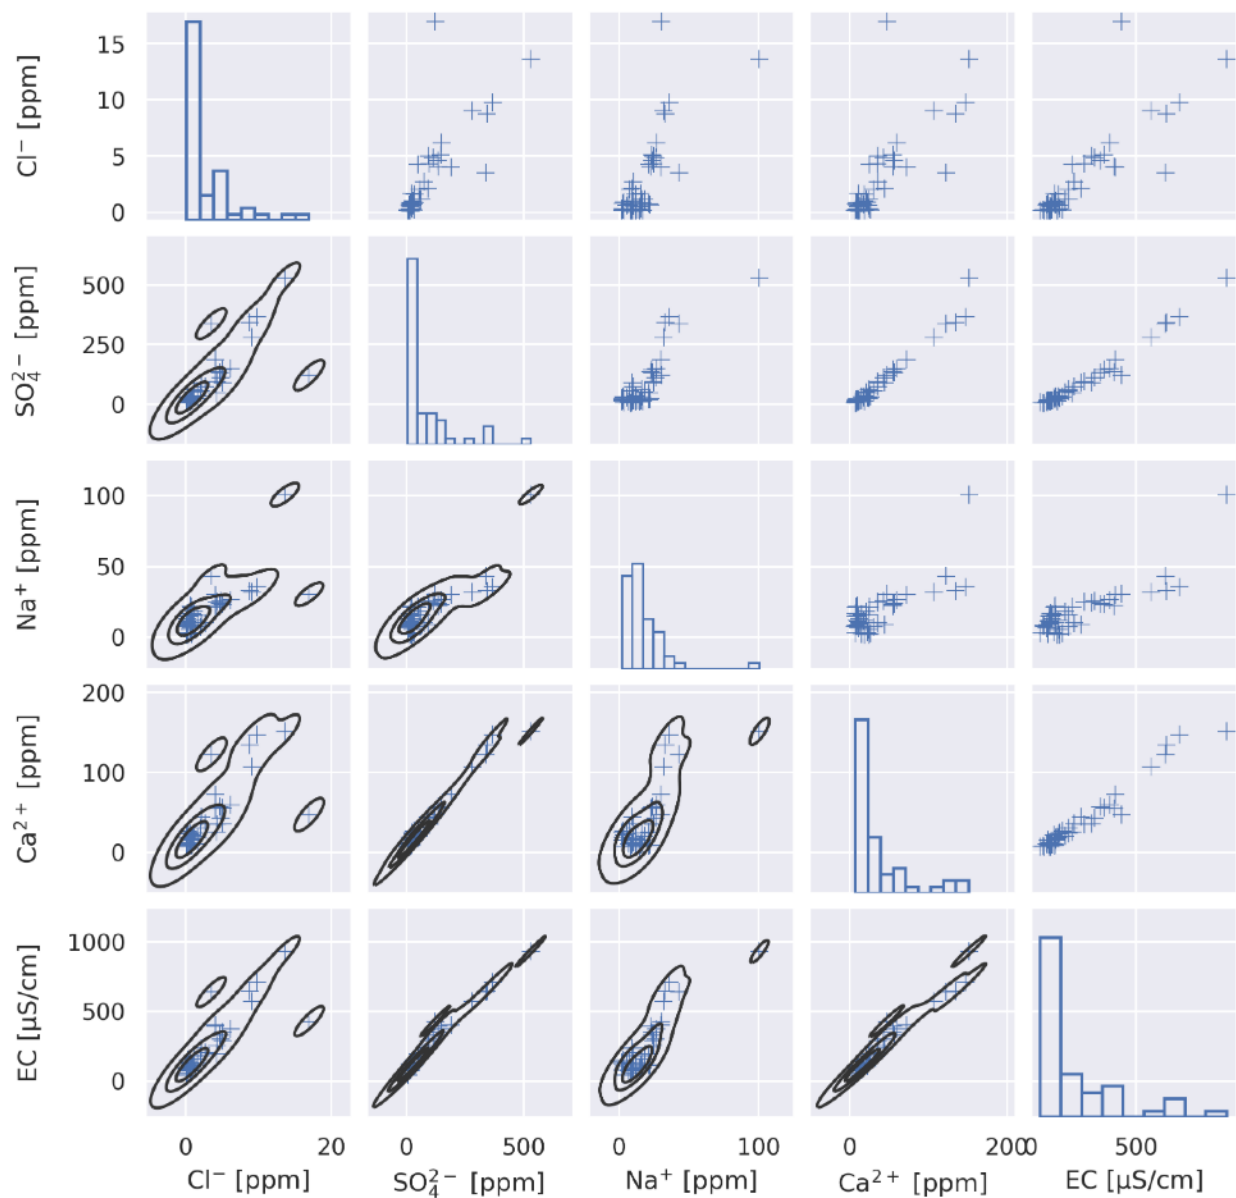 Cl⁻ [ppm]
15
10
5
0
SO₄²⁻ [ppm]
500
250
0
Na⁺ [ppm]
100
50
0
Ca²⁺ [ppm]
200
100
0
EC [µS/cm]
1000
500
0
0 20 0 500 0 100 0 200 0 500
Cl⁻ [ppm] SO₄²⁻ [ppm] Na⁺ [ppm] Ca²⁺ [ppm] EC [µS/cm]